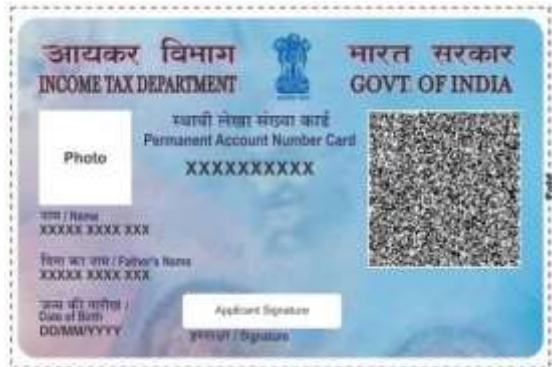 आयकर विभाग
भारत सरकार
INCOME TAX DEPARTMENT
GOVT. OF INDIA
स्थायी लेखा संख्या कार्ड
Permanent Account Number Card
Photo
XXXXXXXXXX
नाम / Name
XXXXX XXXX XXX
पिता का नाम / Father's Name
XXXXX XXXX XXX
जन्म की तारीख /
Date of Birth
DD/MM/YYYY
Applicant Signature
हस्ताक्षर / Signature